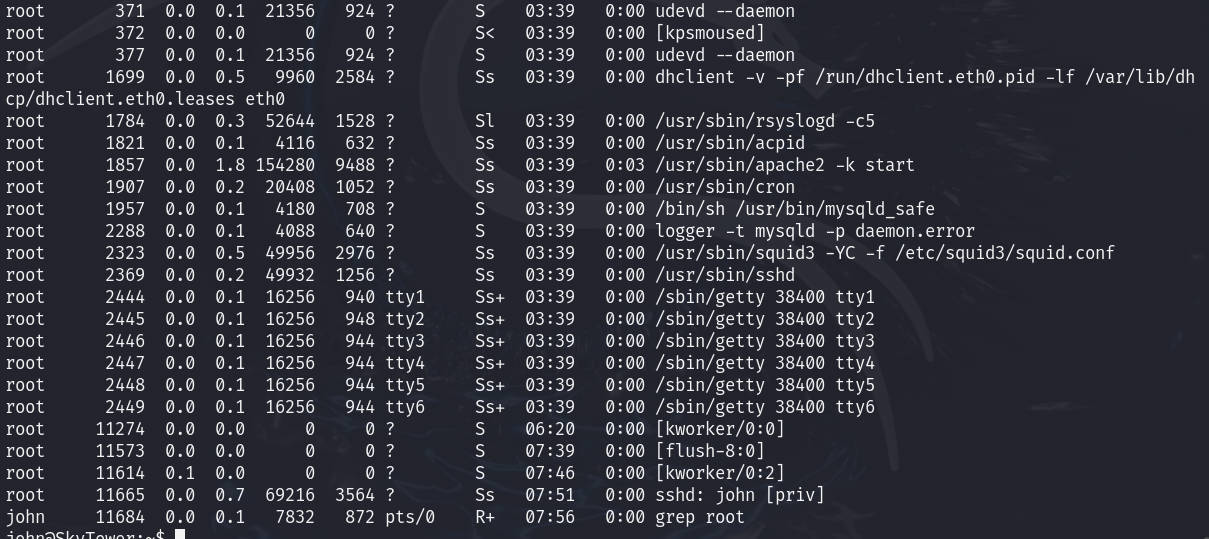 root       371  0.0  0.1  21356   924 ?        S    03:39   0:00 udevd --daemon
root       372  0.0  0.0      0     0 ?        S<   03:39   0:00 [kpsmoused]
root       377  0.0  0.1  21356   924 ?        S    03:39   0:00 udevd --daemon
root      1699  0.0  0.5   9960  2584 ?        Ss   03:39   0:00 dhclient -v -pf /run/dhclient.eth0.pid -lf /var/lib/dh
cp/dhclient.eth0.leases eth0
root      1784  0.0  0.3  52644  1528 ?        Sl   03:39   0:00 /usr/sbin/rsyslogd -c5
root      1821  0.0  0.1   4116   632 ?        Ss   03:39   0:00 /usr/sbin/acpid
root      1857  0.0  1.8 154280  9488 ?        Ss   03:39   0:03 /usr/sbin/apache2 -k start
root      1907  0.0  0.2  20408  1052 ?        Ss   03:39   0:00 /usr/sbin/cron
root      1957  0.0  0.1   4180   708 ?        S    03:39   0:00 /bin/sh /usr/bin/mysqld_safe
root      2288  0.0  0.1   4088   640 ?        S    03:39   0:00 logger -t mysqld -p daemon.error
root      2323  0.0  0.5  49956  2976 ?        Ss   03:39   0:00 /usr/sbin/squid3 -YC -f /etc/squid3/squid.conf
root      2369  0.0  0.2  49932  1256 ?        Ss   03:39   0:00 /usr/sbin/sshd
root      2444  0.0  0.1  16256   940 tty1     Ss+  03:39   0:00 /sbin/getty 38400 tty1
root      2445  0.0  0.1  16256   948 tty2     Ss+  03:39   0:00 /sbin/getty 38400 tty2
root      2446  0.0  0.1  16256   944 tty3     Ss+  03:39   0:00 /sbin/getty 38400 tty3
root      2447  0.0  0.1  16256   944 tty4     Ss+  03:39   0:00 /sbin/getty 38400 tty4
root      2448  0.0  0.1  16256   944 tty5     Ss+  03:39   0:00 /sbin/getty 38400 tty5
root      2449  0.0  0.1  16256   944 tty6     Ss+  03:39   0:00 /sbin/getty 38400 tty6
root     11274  0.0  0.0      0     0 ?        S    06:20   0:00 [kworker/0:0]
root     11573  0.0  0.0      0     0 ?        S    07:39   0:00 [flush-8:0]
root     11614  0.1  0.0      0     0 ?        S    07:46   0:00 [kworker/0:2]
root     11665  0.0  0.7  69216  3564 ?        Ss   07:51   0:00 sshd: john [priv]
john     11684  0.0  0.1   7832   872 pts/0    R+   07:56   0:00 grep root
john@SkyTower:~$